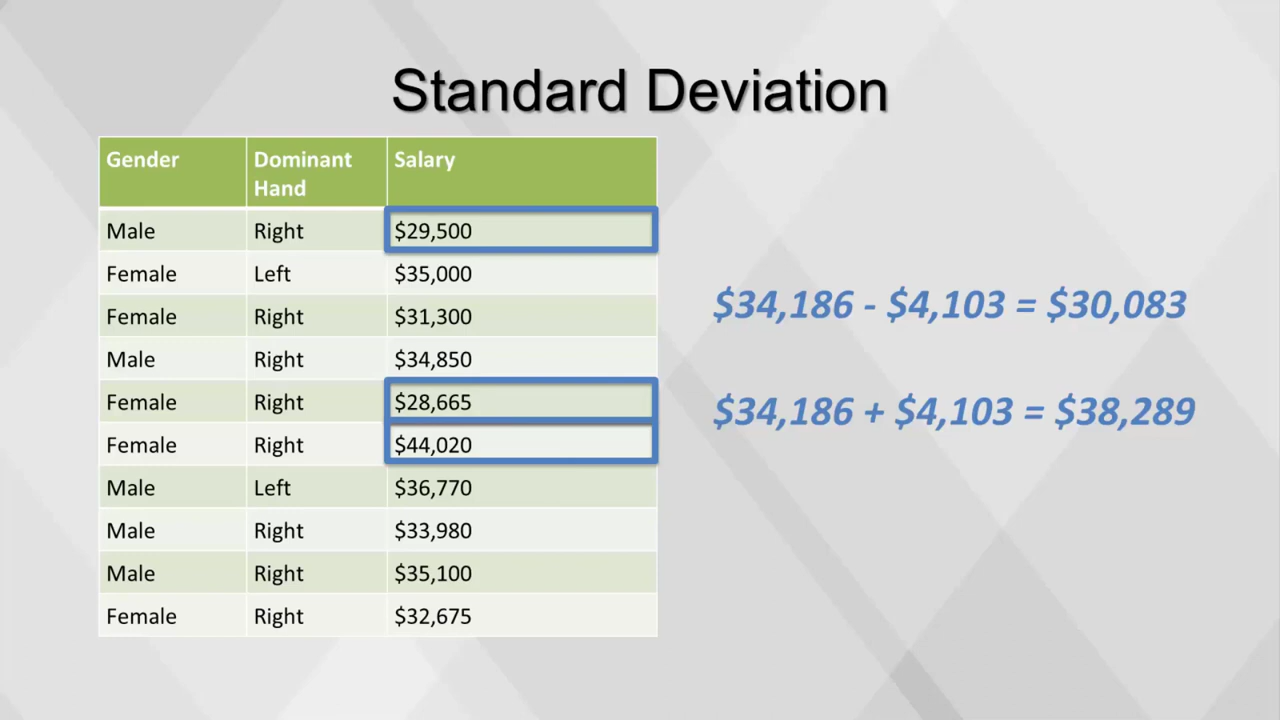 Standard Deviation
Gender Dominant Hand Salary
Male Right $29,500
Female Left $35,000
Female Right $31,300
Male Right $34,850
Female Right $28,665
Female Right $44,020
Male Left $36,770
Male Right $33,980
Male Right $35,100
Female Right $32,675
$34,186 - $4,103 = $30,083
$34,186 + $4,103 = $38,289